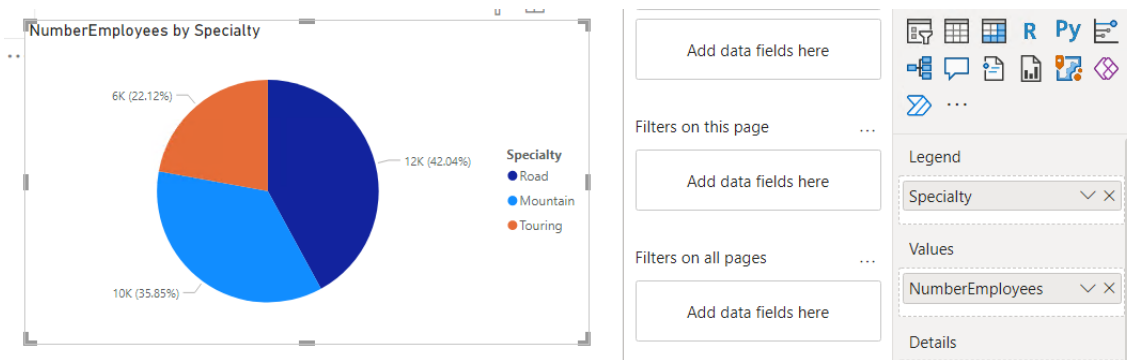 NumberEmployees by Specialty
6K (22.12%)
12K (42.04%)
10K (35.85%)
Specialty
Road
Mountain
Touring
Add data fields here
Filters on this page
...
Add data fields here
Filters on all pages
...
Add data fields here
R
Py
...
Legend
Specialty
Values
NumberEmployees
Details